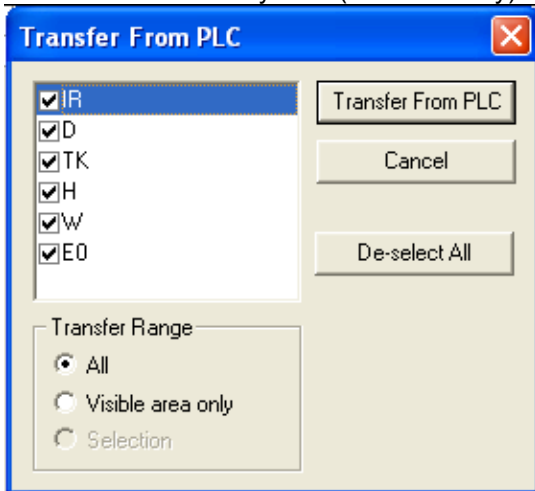 Transfer From PLC
IR
D
TK
H
W
E0
Transfer From PLC
Cancel
De-select All
Transfer Range
All
Visible area only
Selection